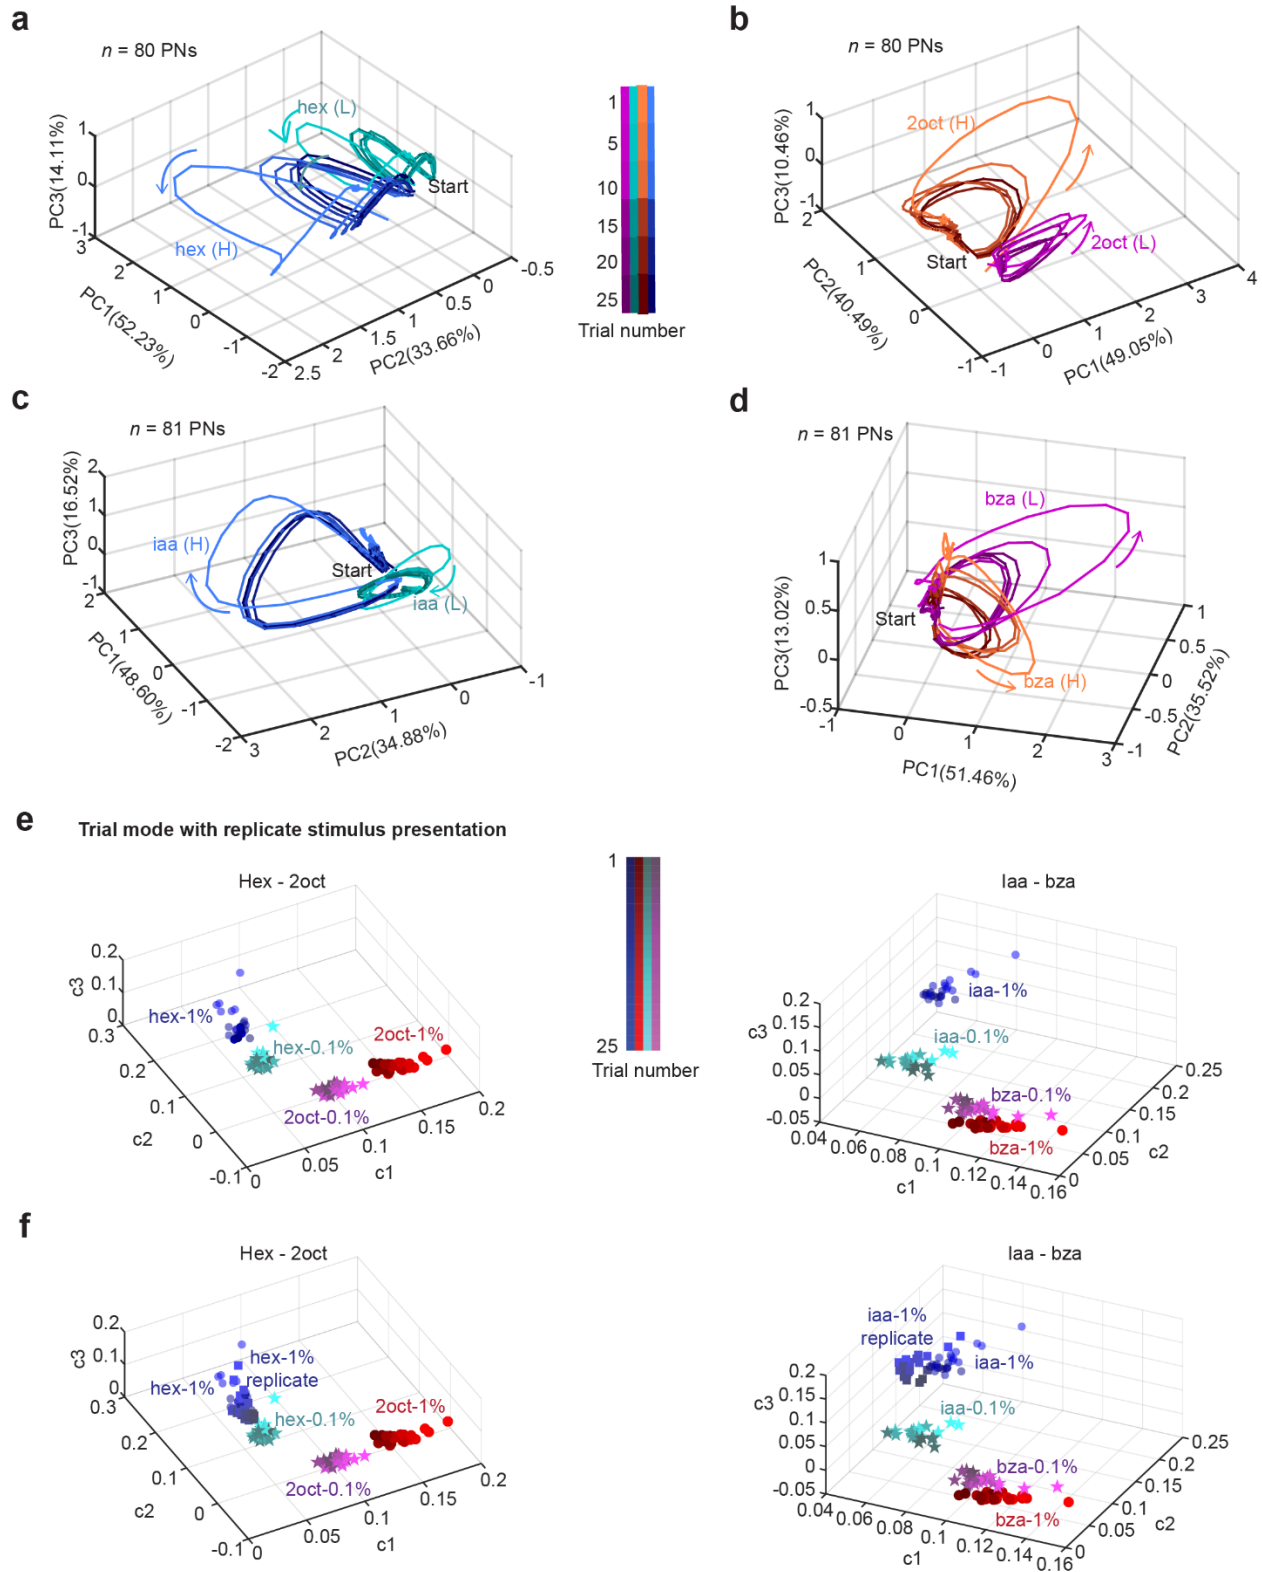 a
n = 80 PNs
hex (L)
hex (H)
Start
PC3(14.11%)
1
0
-1
3
2
1
0
-1
-2
PC1(52.23%)
2.5
2
1.5
1
0.5
0
-0.5
PC2(33.66%)
1
5
10
15
20
25
Trial number
b
n = 80 PNs
2oct (H)
2oct (L)
Start
PC3(10.46%)
1
0
-1
2
1
0
-1
PC2(40.49%)
-1
0
1
2
3
4
PC1(49.05%)
c
n = 81 PNs
iaa (H)
Start
iaa (L)
PC3(16.52%)
2
1
0
-1
2
1
0
-1
-2
PC1(48.60%)
3
2
1
0
-1
PC2(34.88%)
d
n = 81 PNs
bza (L)
Start
bza (H)
PC3(13.02%)
1
0.5
0
-0.5
-1
0
1
2
3
PC1(51.46%)
-1
-0.5
0
0.5
1
PC2(35.52%)
e
Trial mode with replicate stimulus presentation
Hex - 2oct
c3
0.2
0.1
0
0.3
0.2
0.1
0
-0.1
c2
0
0.05
0.1
0.15
0.2
c1
hex-1%
hex-0.1%
2oct-1%
2oct-0.1%
1
25
Trial number
Iaa - bza
iaa-1%
iaa-0.1%
bza-0.1%
bza-1%
c3
0.2
0.15
0.1
0.05
0
-0.05
0.04
0.06
0.08
0.1
0.12
0.14
0.16
c1
0
0.05
0.1
0.15
0.2
0.25
c2
f
Hex - 2oct
c3
0.2
0.1
0
0.3
0.2
0.1
0
-0.1
c2
0
0.05
0.1
0.15
0.2
c1
hex-1%
replicate
hex-1%
hex-0.1%
2oct-1%
2oct-0.1%
Iaa - bza
iaa-1%
replicate
iaa-1%
iaa-0.1%
bza-0.1%
bza-1%
c3
0.2
0.15
0.1
0.05
0
-0.05
0.04
0.06
0.08
0.1
0.12
0.14
0.16
c1
0
0.05
0.1
0.15
0.2
0.25
c2